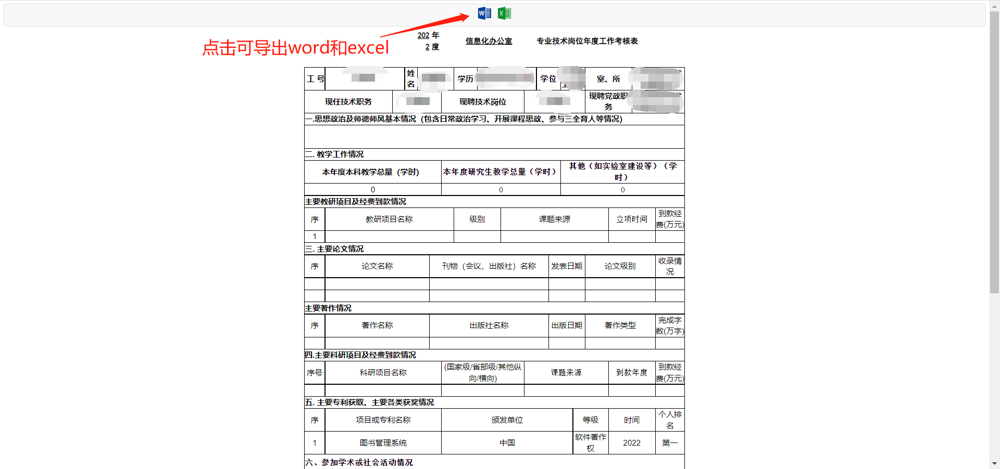 点击可导出word和excel
202 年
2 度
信息化办公室
专业技术岗位年度工作考核表
工 号
姓名
学历
学位
室、所
现任技术职务
现聘技术岗位
现聘党政职务
一.思想政治及师德师风基本情况（包含日常政治学习、开展课程思政、参与三全育人等情况)
二. 教学工作情况
本年度本科教学总量（学时）
本年度研究生教学总量（学时）
其他（如实验室建设等）（学时）
0 0 0
主要教研项目及经费到款情况
序 教研项目名称 级别 课题来源 立项时间 到款经费(万元)
1
三. 主要论文情况
序 论文名称 刊物（会议、出版社）名称 发表日期 论文级别 收录情况
主要著作情况
序 著作名称 出版社名称 出版日期 著作类型 完成字数(万字)
四.主要科研项目及经费到款情况
序号 科研项目名称 (国家级/省部级/其他纵向/横向) 课题来源 到款年度 到款经费(万元)
五. 主要专利获取、主要各类获奖情况
序 项目或专利名称 颁发单位 等级 时间 个人排名
1 图书管理系统 中国 软件著作权 2022 第一
六、参加学术或社会活动情况